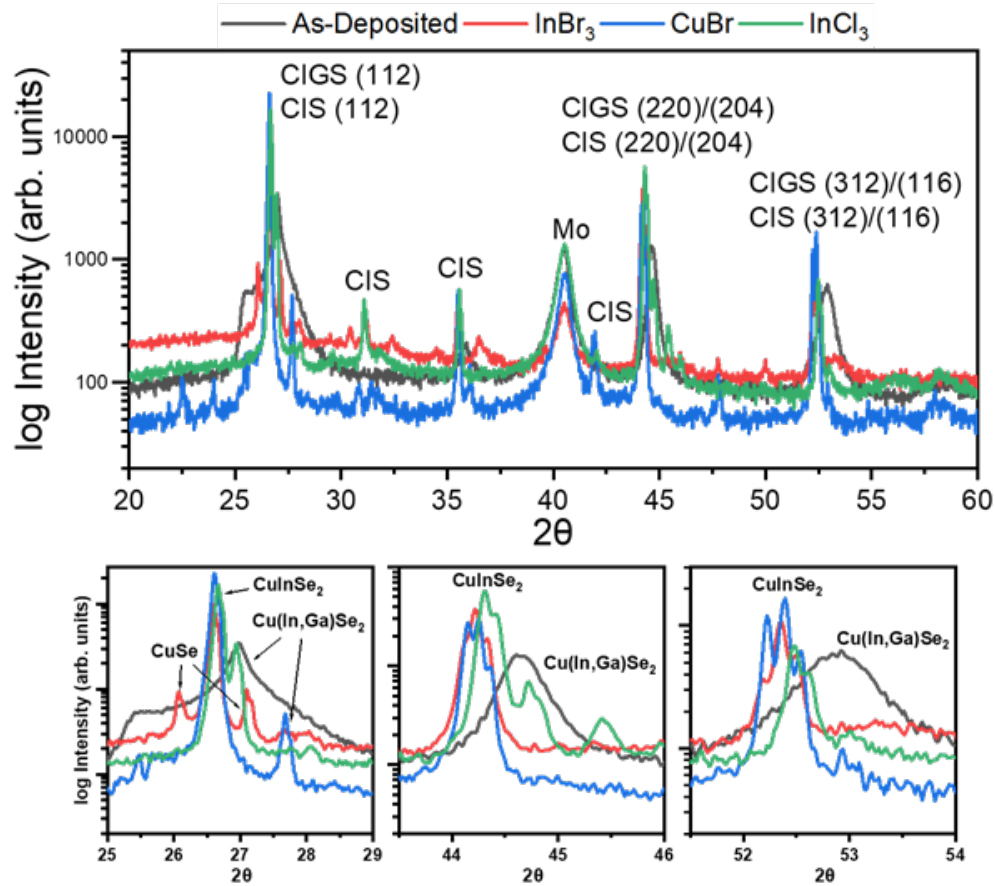 As-Deposited InBr₃ CuBr InCl₃
log Intensity (arb. units)
10000
1000
100
CIGS (112)
CIS (112)
CIS
CIS
Mo
CIS
CIGS (220)/(204)
CIS (220)/(204)
CIGS (312)/(116)
CIS (312)/(116)
20 25 30 35 40 45 50 55 60
2θ
log Intensity (arb. units)
CuInSe₂
Cu(In,Ga)Se₂
CuSe
25 26 27 28 29
2θ
CuInSe₂
Cu(In,Ga)Se₂
44 45 46
2θ
CuInSe₂
Cu(In,Ga)Se₂
52 53 54
2θ